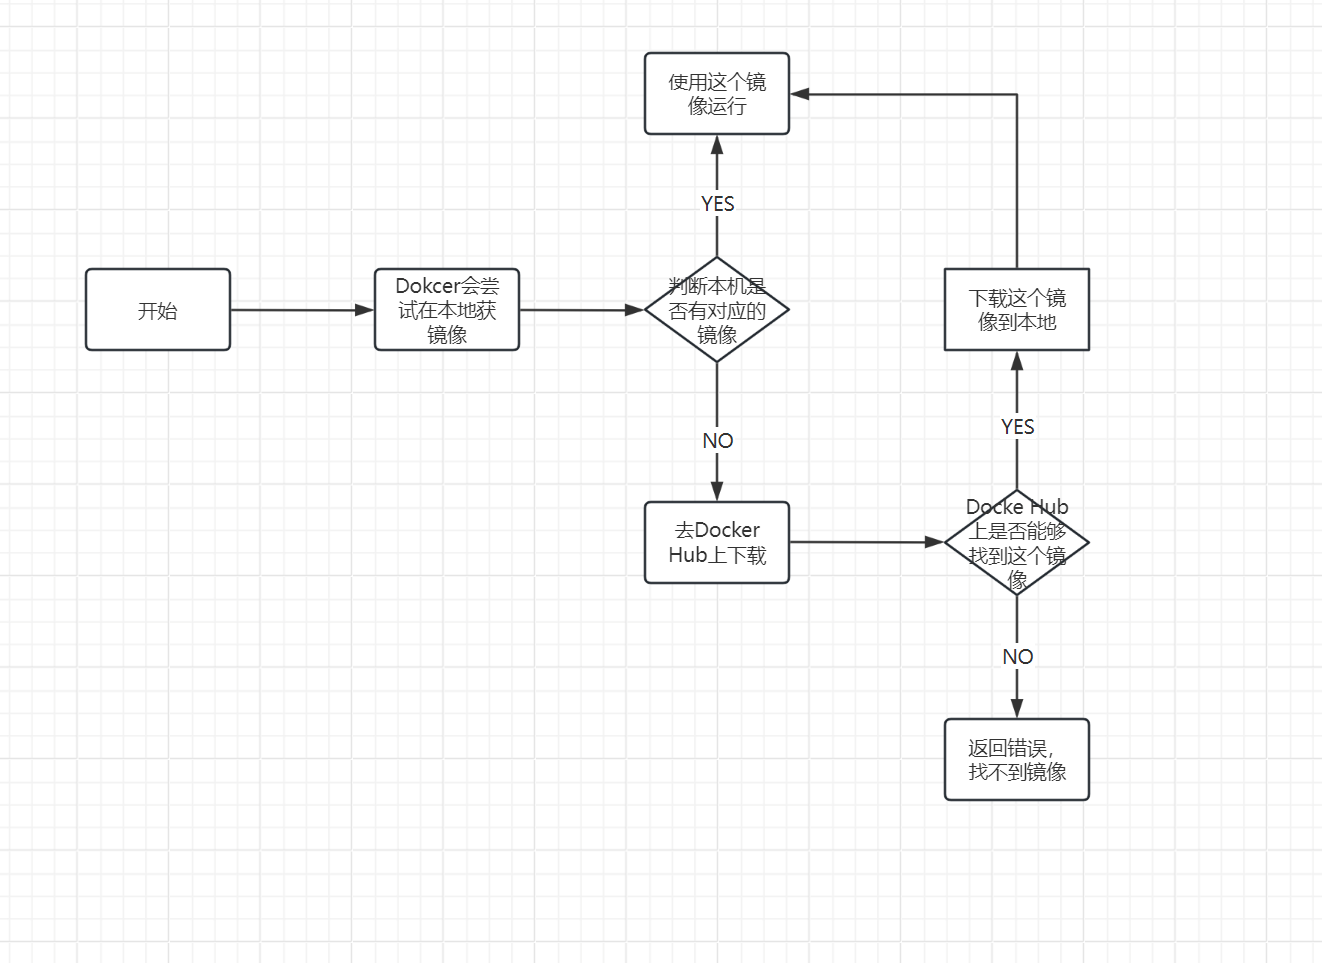 使用这个镜
像运行
YES
开始
Dokcer会尝
试在本地获
镜像
判断本机是
否有对应的
镜像
下载这个镜
像到本地
NO
YES
去Docker
Hub上下载
Docke Hub
上是否能够
找到这个镜
像
NO
返回错误，
找不到镜像